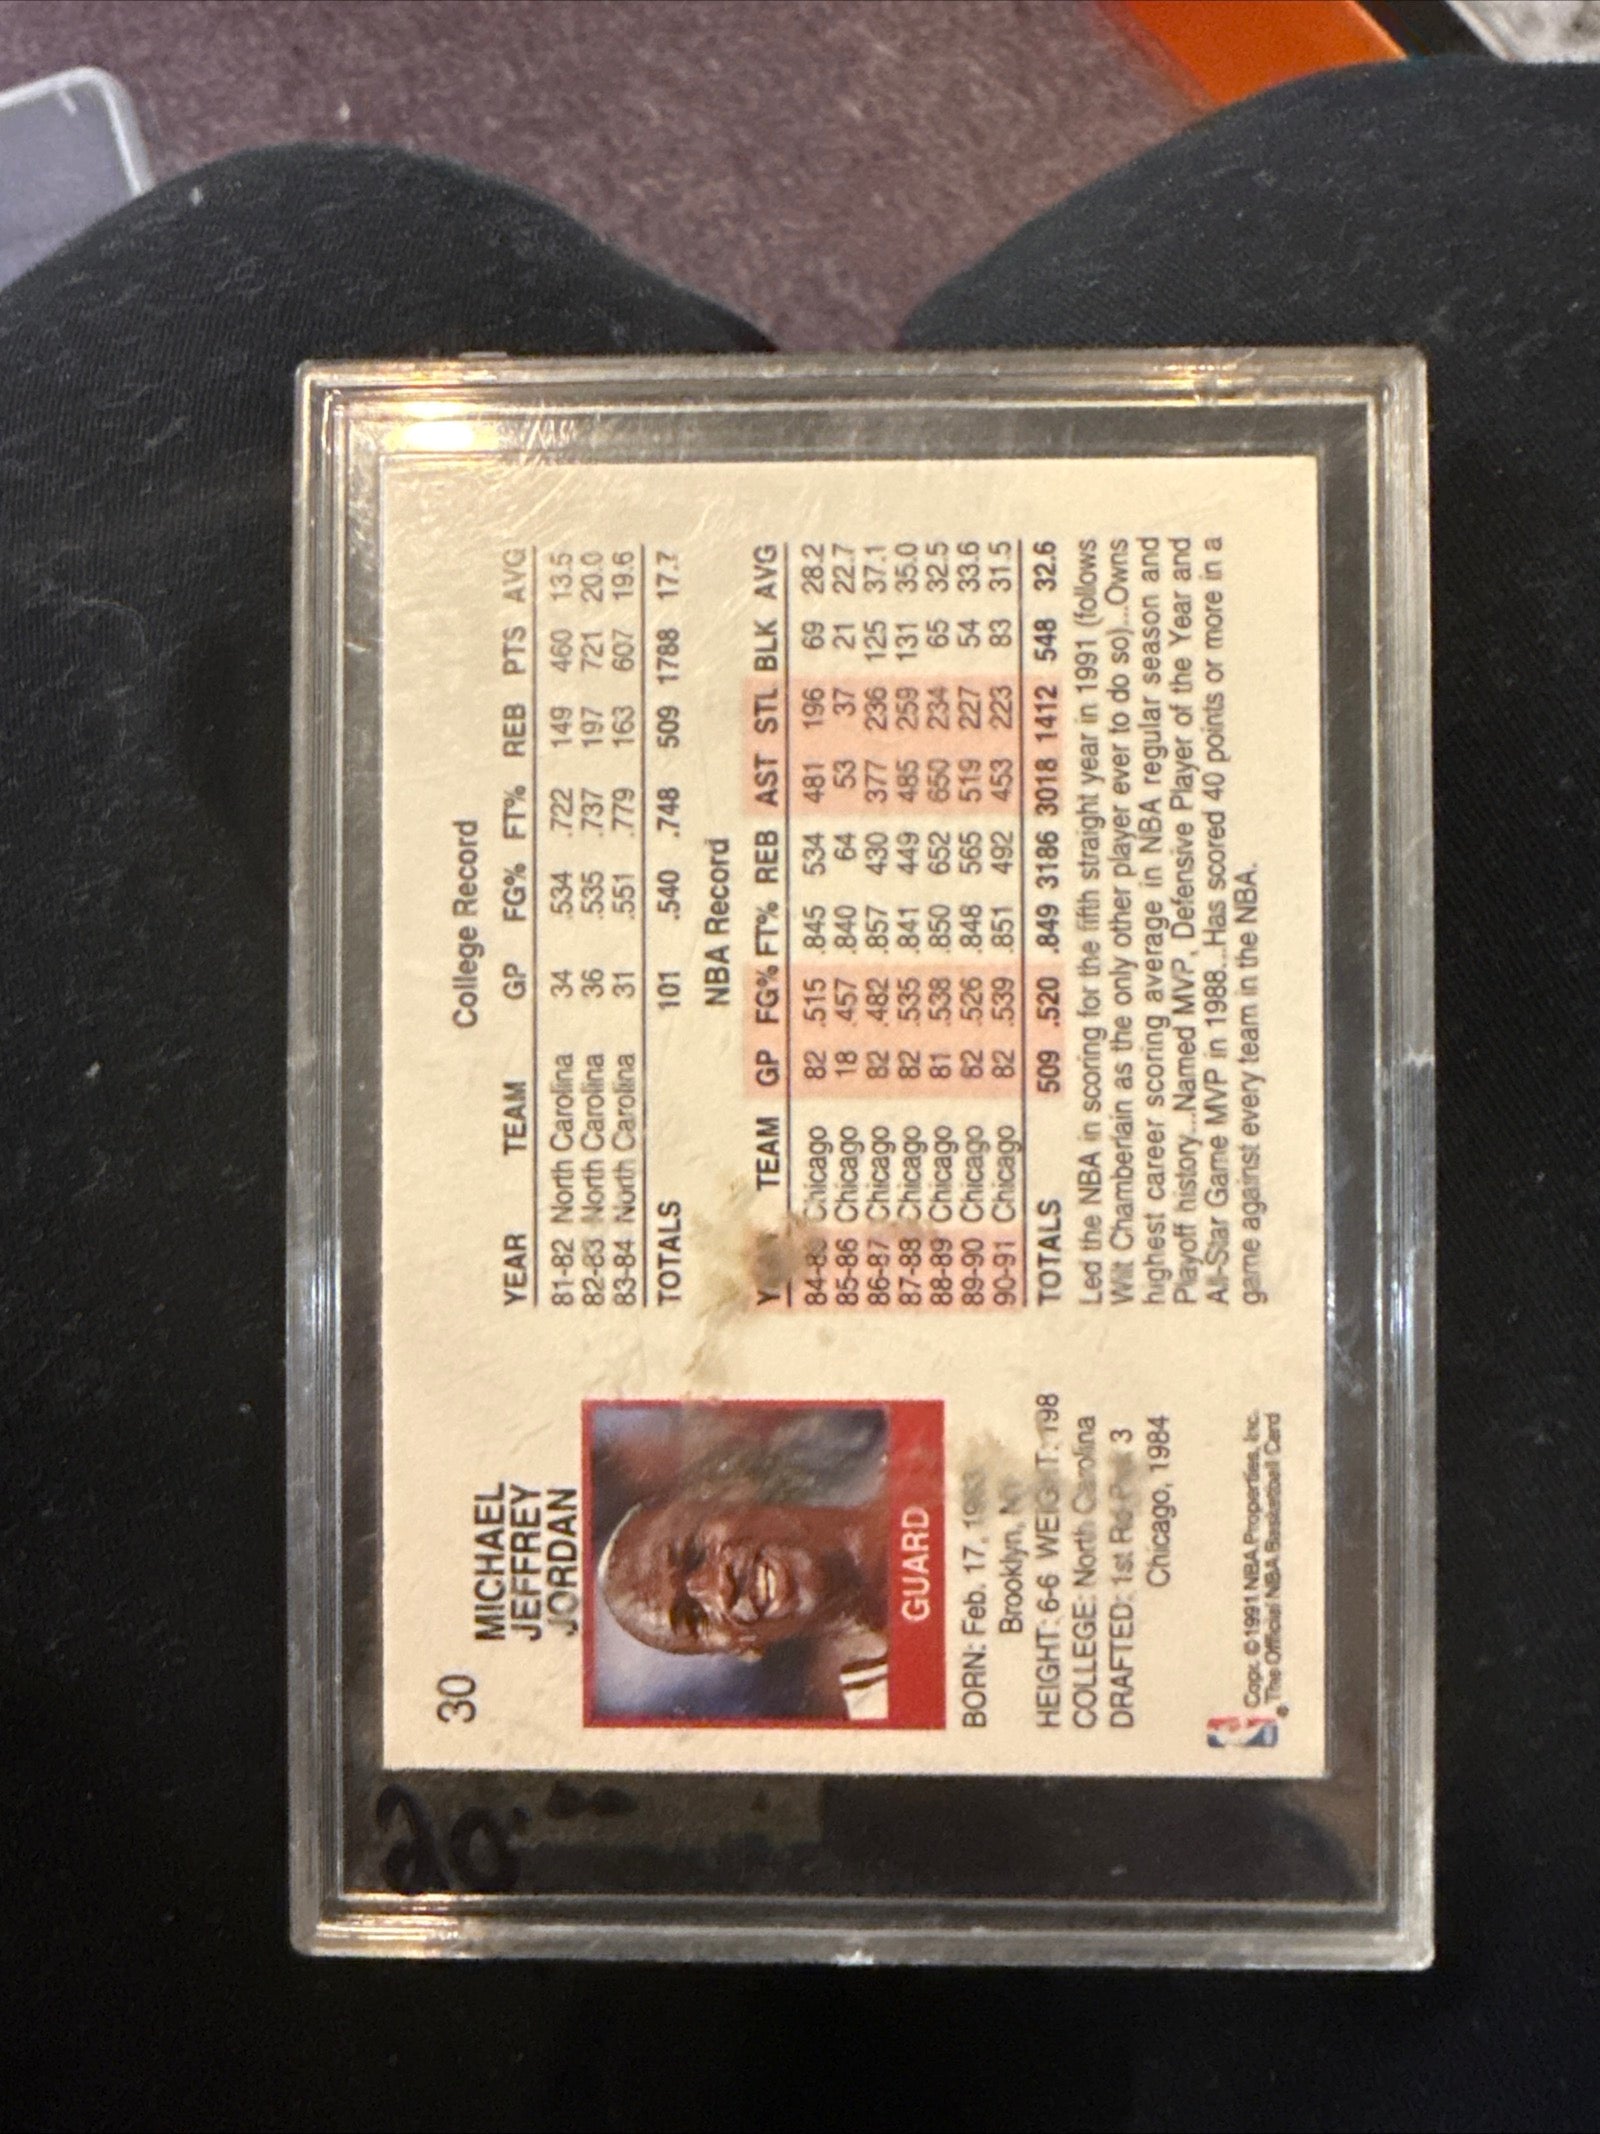 30
MICHAEL
JEFFREY
JORDAN
GUARD
BORN: Feb. 17, 1963
Brooklyn, NY
HEIGHT: 6-6 WEIGHT: 198
COLLEGE: North Carolina
DRAFTED: 1st Rd Pick 3
Chicago, 1984
Copr. ©1991 NBA Properties, Inc.
The Official NBA Basketball Card
®
College Record
YEAR TEAM GP FG% FT% REB PTS AVG
81-82 North Carolina 34 .534 .722 149 460 13.5
82-83 North Carolina 36 .535 .737 197 721 20.0
83-84 North Carolina 31 .551 .779 163 607 19.6
TOTALS 101 .540 .748 509 1788 17.7
NBA Record
TEAM GP FG% FT% REB AST STL BLK AVG
84-85 Chicago 82 .515 .845 534 481 196 69 28.2
85-86 Chicago 18 .457 .840 64 53 37 21 22.7
86-87 Chicago 82 .482 .857 430 377 236 125 37.1
87-88 Chicago 82 .535 .841 449 485 259 131 35.0
88-89 Chicago 81 .538 .850 652 650 234 65 32.5
89-90 Chicago 82 .526 .848 565 519 227 54 33.6
90-91 Chicago 82 .539 .851 492 453 223 83 31.5
TOTALS 509 .520 .849 3186 3018 1412 548 32.6
Led the NBA in scoring for the fifth straight year in 1991 (follows
Wilt Chamberlain as the only other player ever to do so)...Owns
highest career scoring average in NBA regular season and
Playoff history...Named MVP, Defensive Player of the Year and
All-Star Game MVP in 1988...Has scored 40 points or more in a
game against every team in the NBA.
20.00